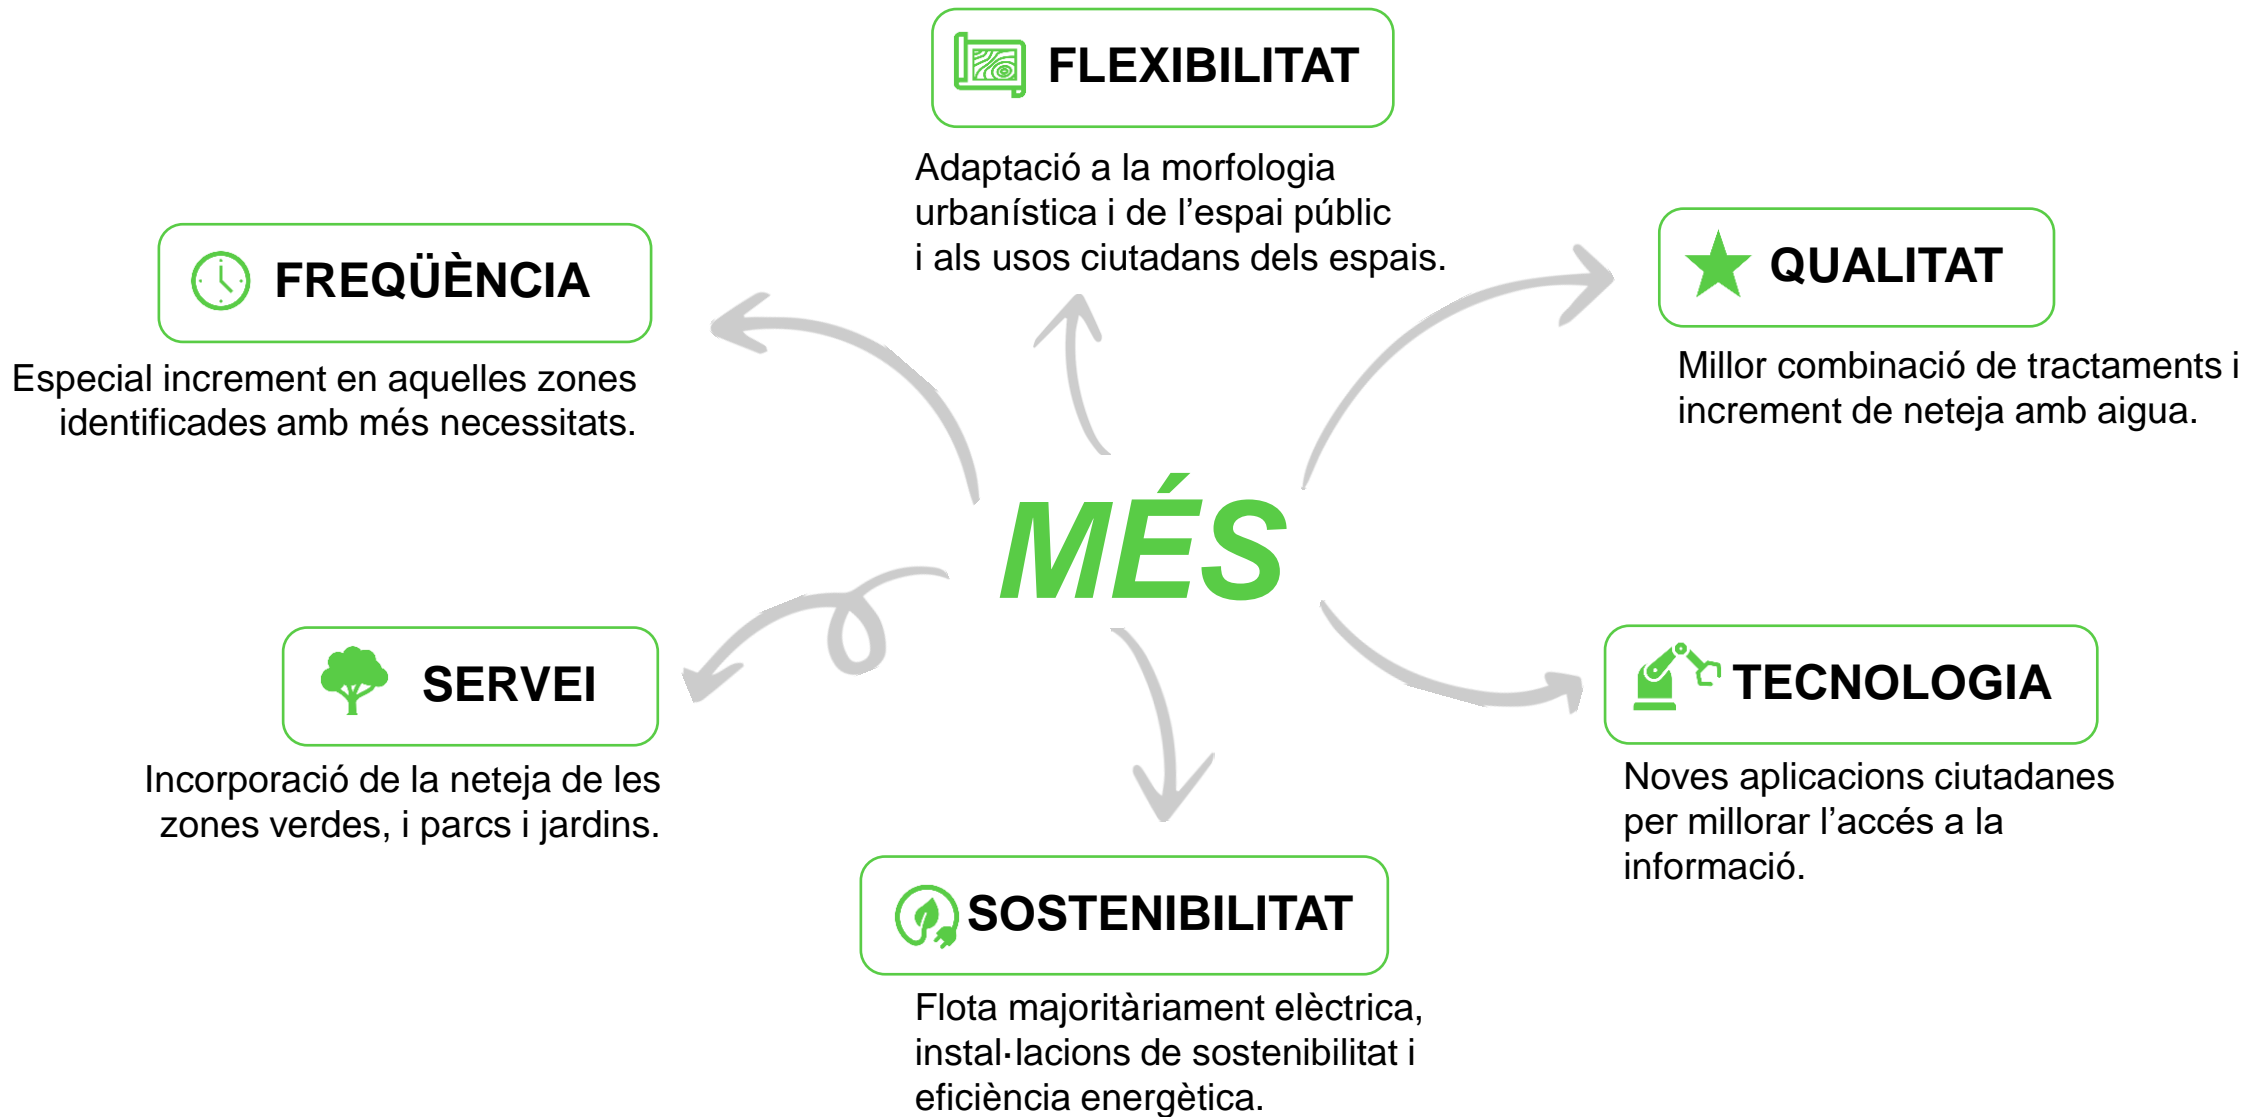 FLEXIBILITAT
Adaptació a la morfologia
urbanística i de l’espai públic
i als usos ciutadans dels espais.
FREQÜÈNCIA
Especial increment en aquelles zones
identificades amb més necessitats.
QUALITAT
Millor combinació de tractaments i
increment de neteja amb aigua.
MÉS
SERVEI
Incorporació de la neteja de les
zones verdes, i parcs i jardins.
TECNOLOGIA
Noves aplicacions ciutadanes
per millorar l’accés a la
informació.
SOSTENIBILITAT
Flota majoritàriament elèctrica,
instal·lacions de sostenibilitat i
eficiència energètica.